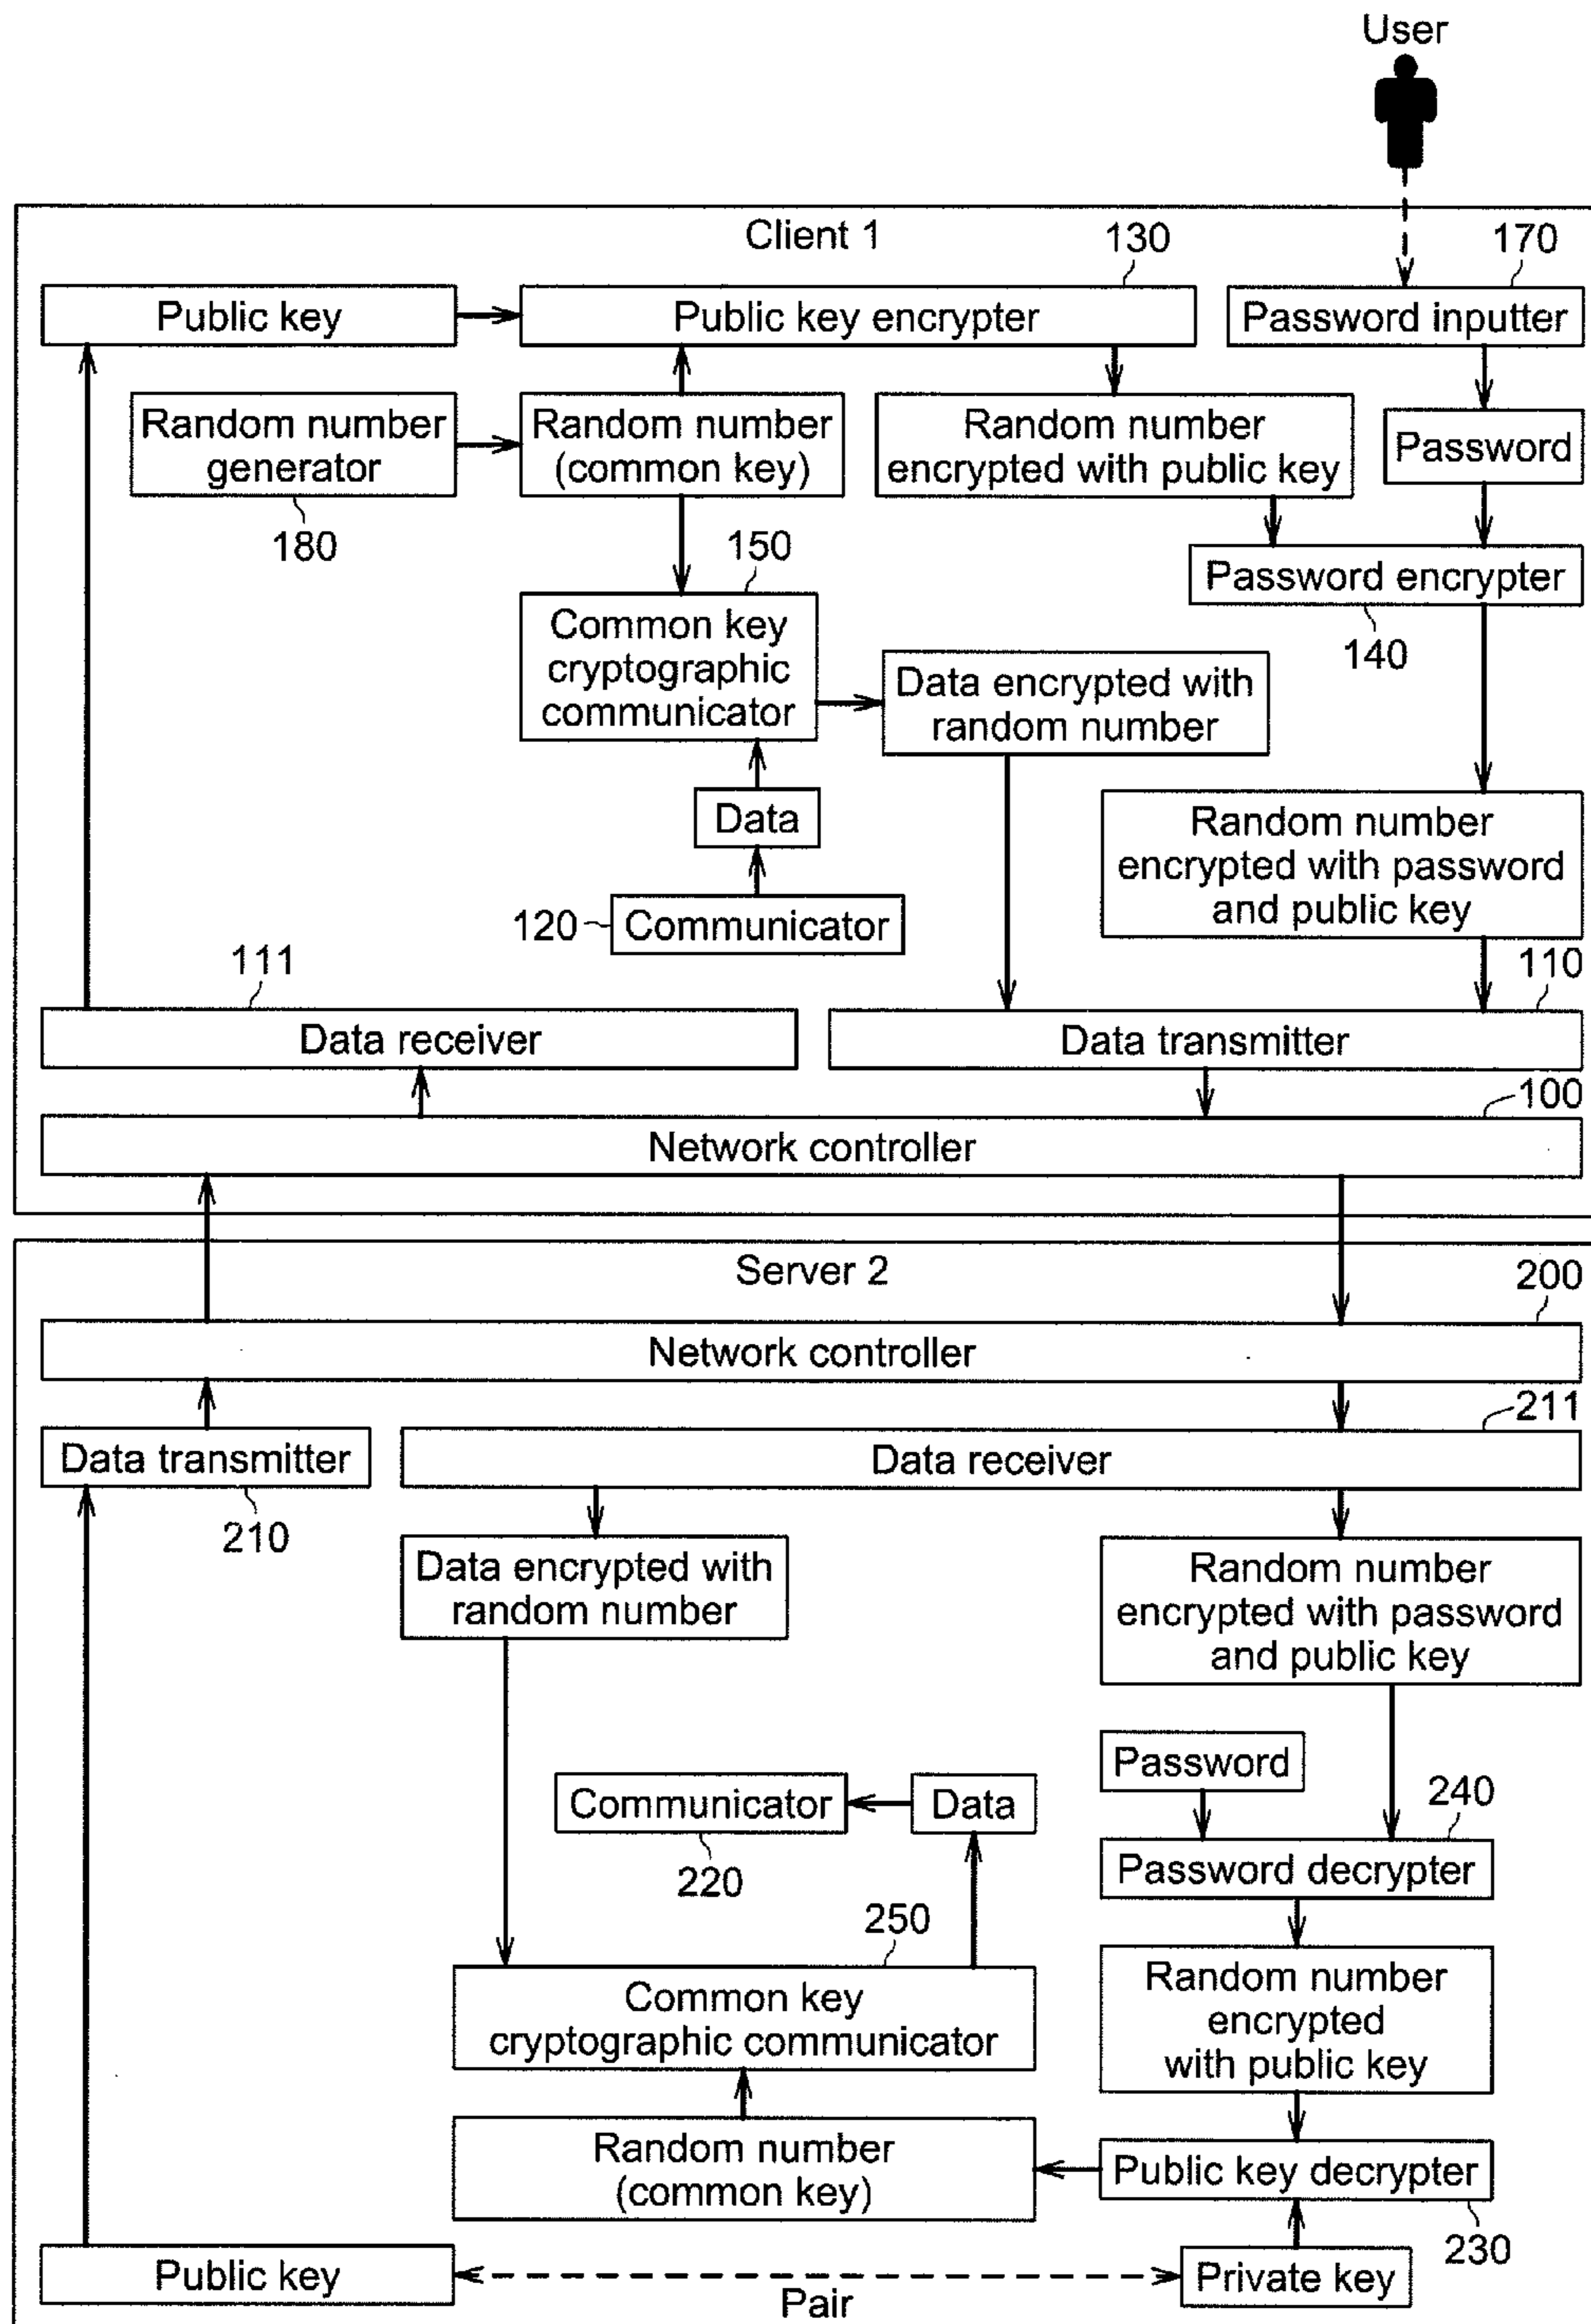 User
Client 1
130
170
Public key
Public key encrypter
Password inputter
Random number
generator
Random number
(common key)
Random number
encrypted with public key
Password
180
150
Password encrypter
140
Common key
cryptographic
communicator
Data encrypted with
random number
Data
Random number
encrypted with password
and public key
120
Communicator
111
110
Data receiver
Data transmitter
100
Network controller
Server 2
200
Network controller
211
Data transmitter
Data receiver
210
Data encrypted with
random number
Random number
encrypted with password
and public key
Password
Communicator
Data
240
220
Password decrypter
250
Common key
cryptographic communicator
Random number
encrypted
with public key
Random number
(common key)
Public key decrypter
230
Public key
Pair
Private key